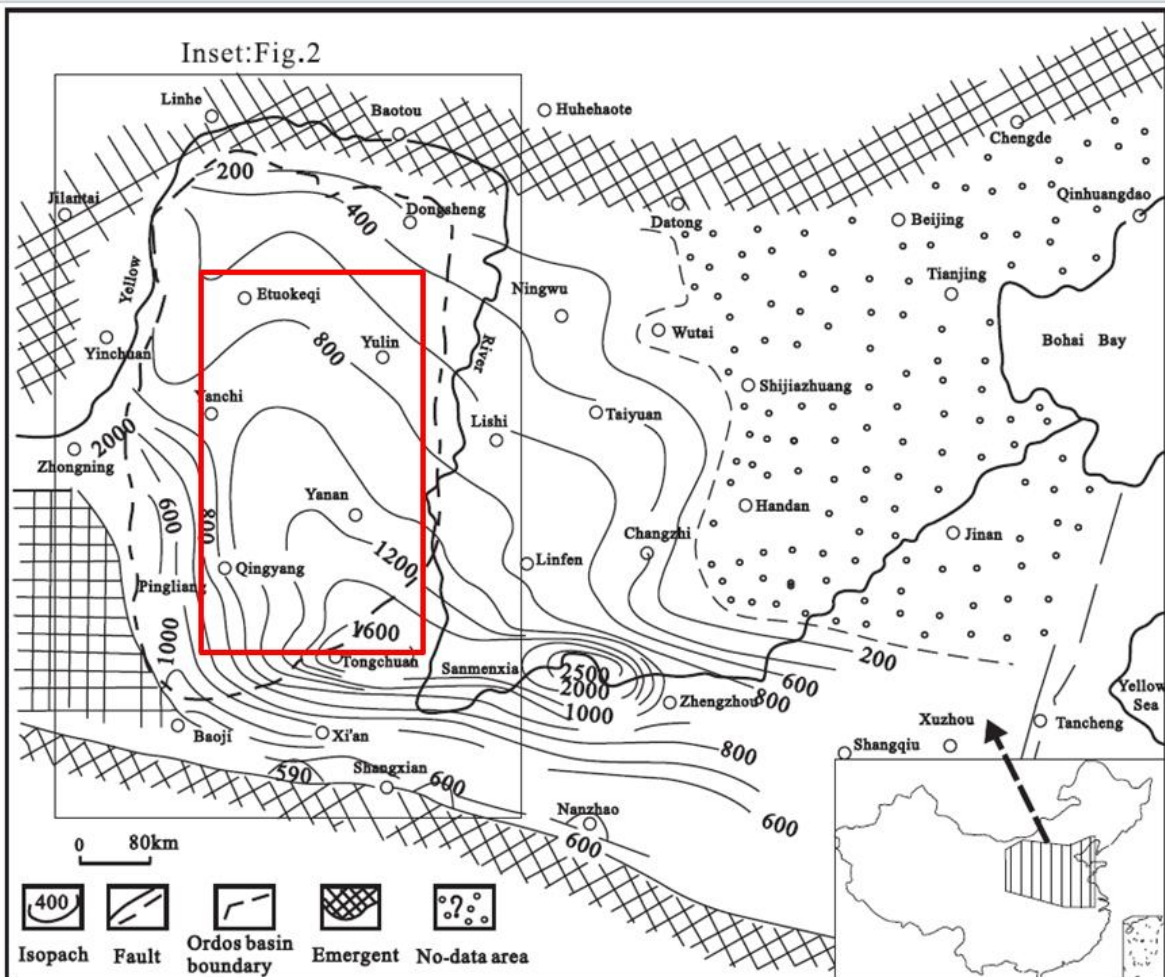 Inset:Fig.2
Linhe
Baotou
Huhehaote
Chengde
200
Jilantai
400
Dongsheng
Datong
Beijing
Qinhuangdao
Yellow
Etuokeqi
Ningwu
Tianjing
Yinchuan
800
Yulin
River
Wutai
Bohai Bay
Yanchi
Lishi
Taiyuan
Shijiazhuang
2000
Zhongning
600
800
Yanan
Handan
1200
Changzhi
Jinan
Qingyang
Linfen
Pingliang
1000
1600
Tongchuan
Sanmenxia
2500
2000
1000
Zhengzhou
200
600
800
Yellow
Sea
Baoji
Xi'an
Xuzhou
Tancheng
800
Shangqiu
590
Shangxian
600
Nanzhao
600
600
0 80km
400
?
Isopach
Fault
Ordos basin
boundary
Emergent
No-data area